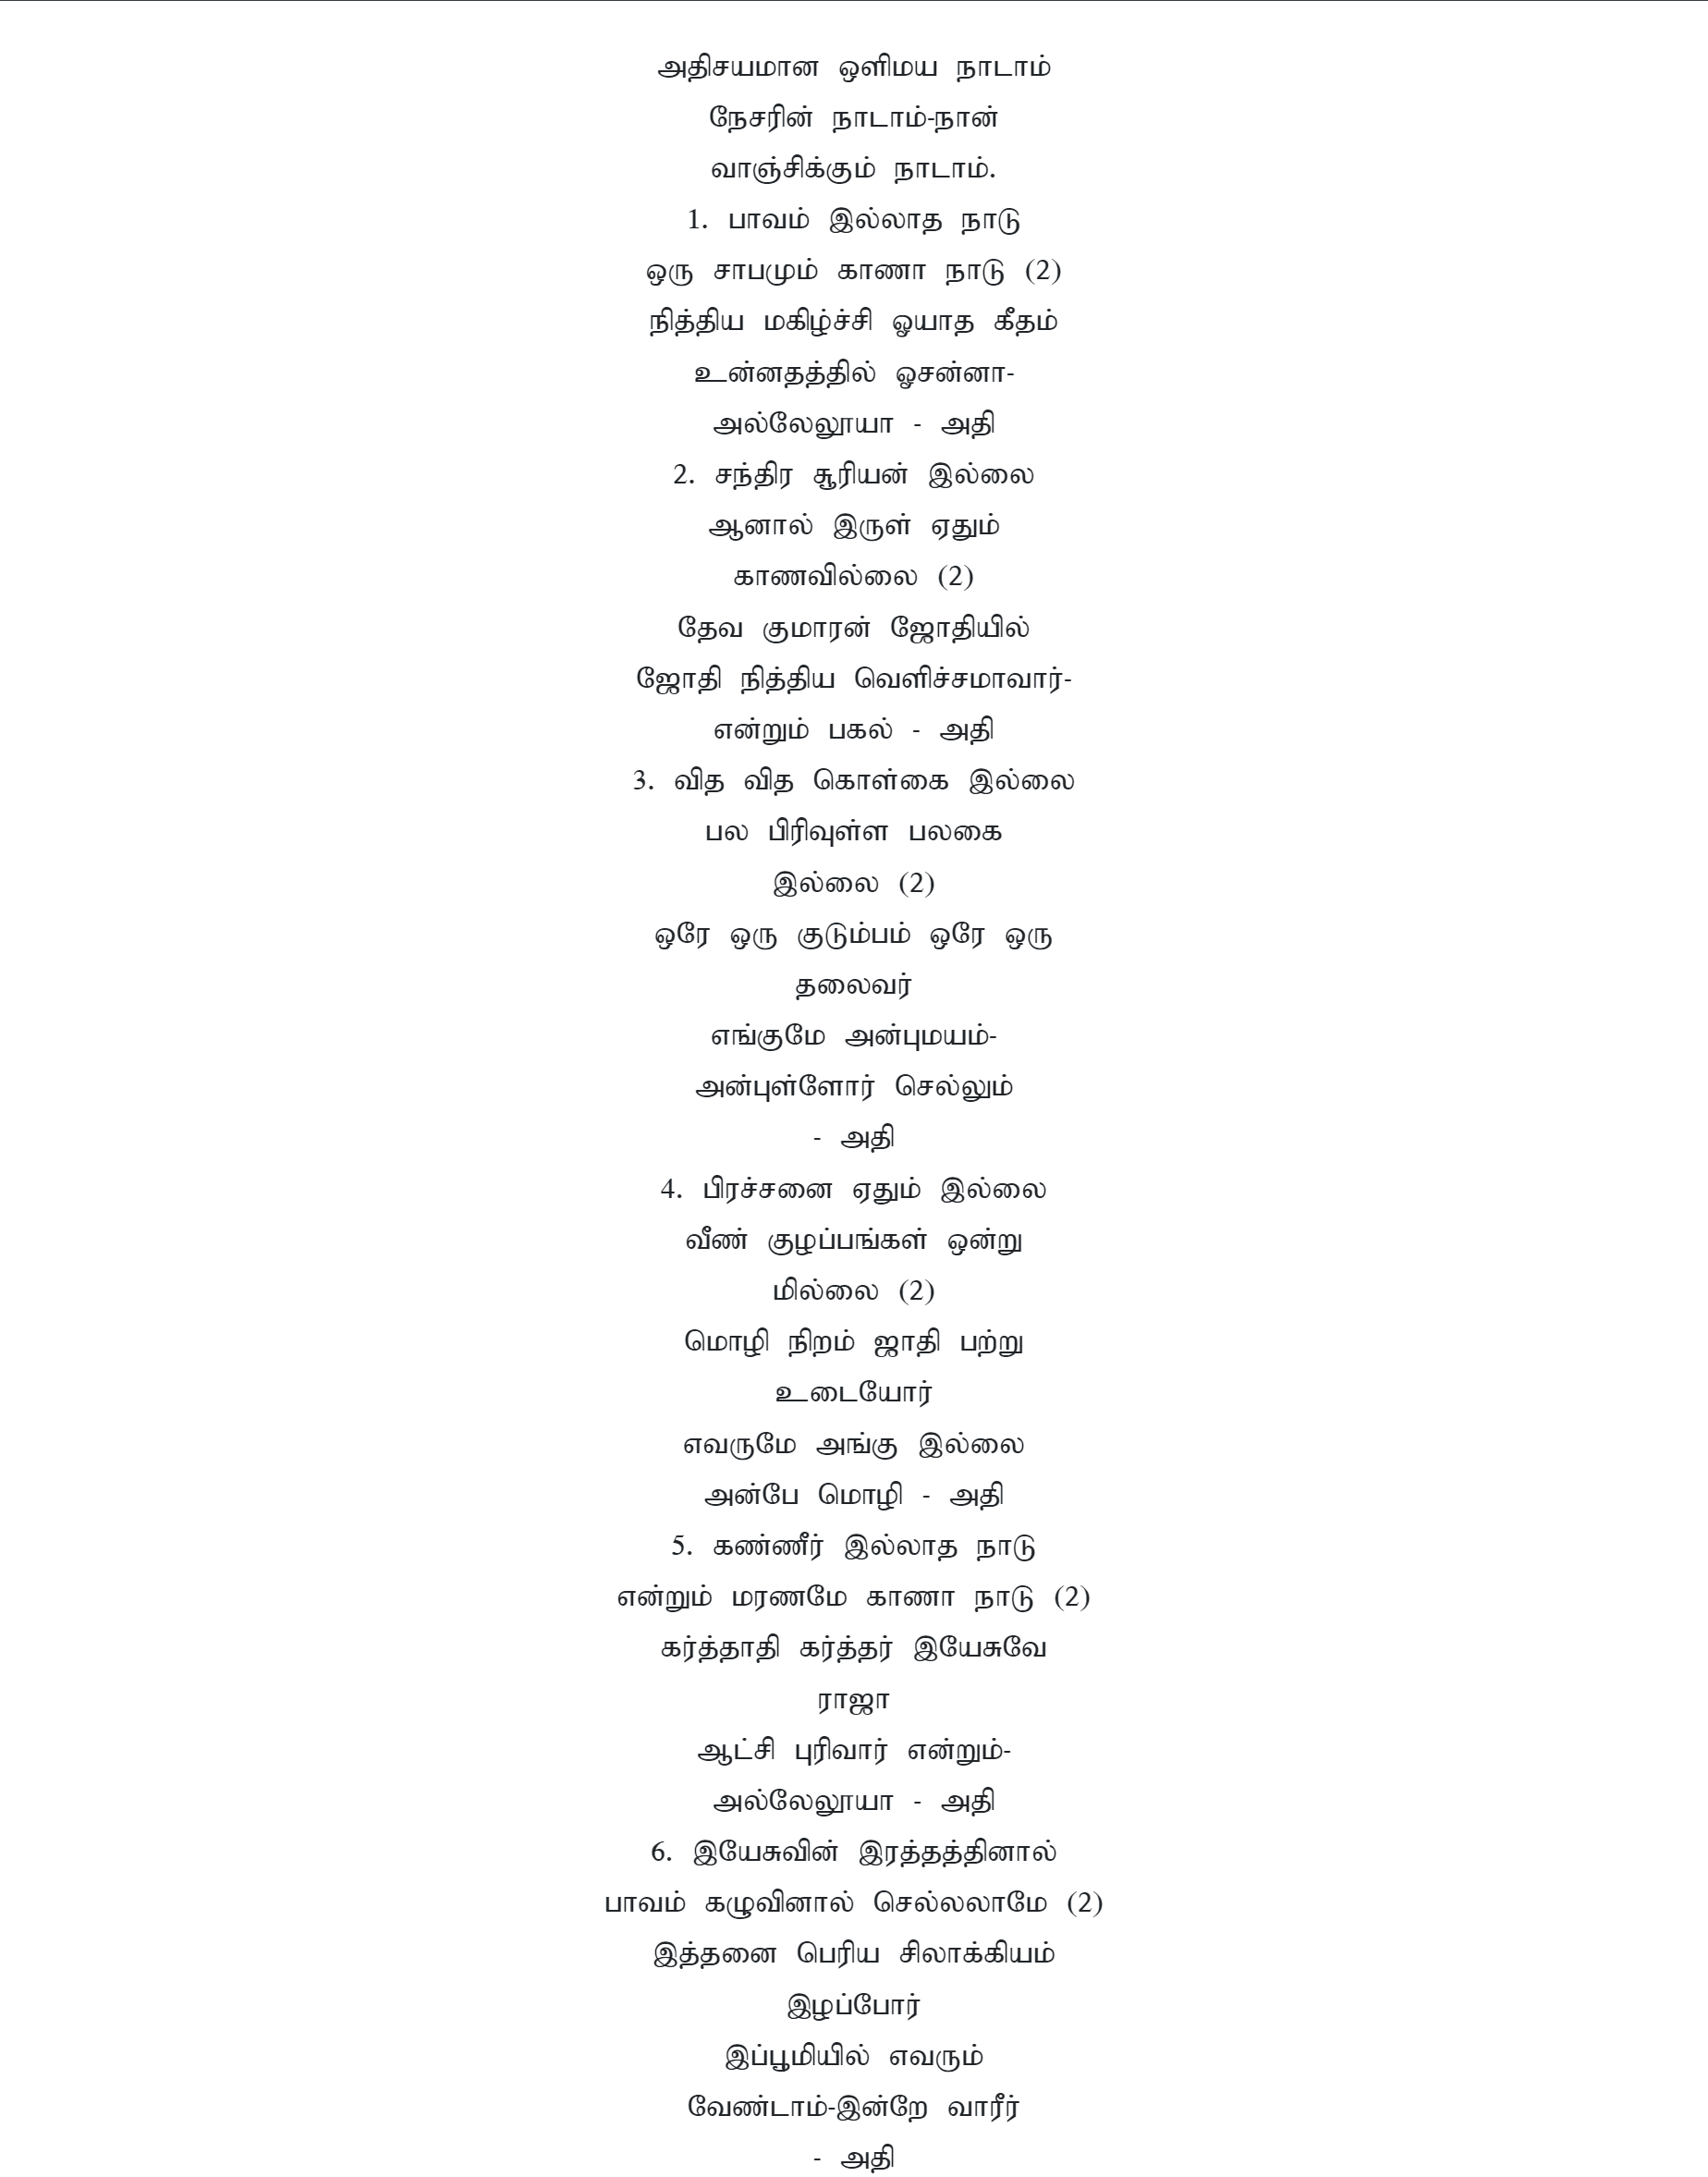 அதிசயமான ஒளிமய நாடாம்
நேசரின் நாடாம்-நான்
வாஞ்சிக்கும் நாடாம்.
1. பாவம் இல்லாத நாடு
ஒரு சாபமும் காணா நாடு (2)
நித்திய மகிழ்ச்சி ஓயாத கீதம்
உன்னதத்தில் ஓசன்னா-
அல்லேலூயா - அதி
2. சந்திர சூரியன் இல்லை
ஆனால் இருள் ஏதும்
காணவில்லை (2)
தேவ குமாரன் ஜோதியில்
ஜோதி நித்திய வெளிச்சமாவார்-
என்றும் பகல் - அதி
3. வித வித கொள்கை இல்லை
பல பிரிவுள்ள பலகை
இல்லை (2)
ஒரே ஒரு குடும்பம் ஒரே ஒரு
தலைவர்
எங்குமே அன்புமயம்-
அன்புள்ளோர் செல்லும்
- அதி
4. பிரச்சனை ஏதும் இல்லை
வீண் குழப்பங்கள் ஒன்று
மில்லை (2)
மொழி நிறம் ஜாதி பற்று
உடையோர்
எவருமே அங்கு இல்லை
அன்பே மொழி - அதி
5. கண்ணீர் இல்லாத நாடு
என்றும் மரணமே காணா நாடு (2)
கர்த்தாதி கர்த்தர் இயேசுவே
ராஜா
ஆட்சி புரிவார் என்றும்-
அல்லேலூயா - அதி
6. இயேசுவின் இரத்தத்தினால்
பாவம் கழுவினால் செல்லலாமே (2)
இத்தனை பெரிய சிலாக்கியம்
இழப்போர்
இப்பூமியில் எவரும்
வேண்டாம்-இன்றே வாரீர்
- அதி